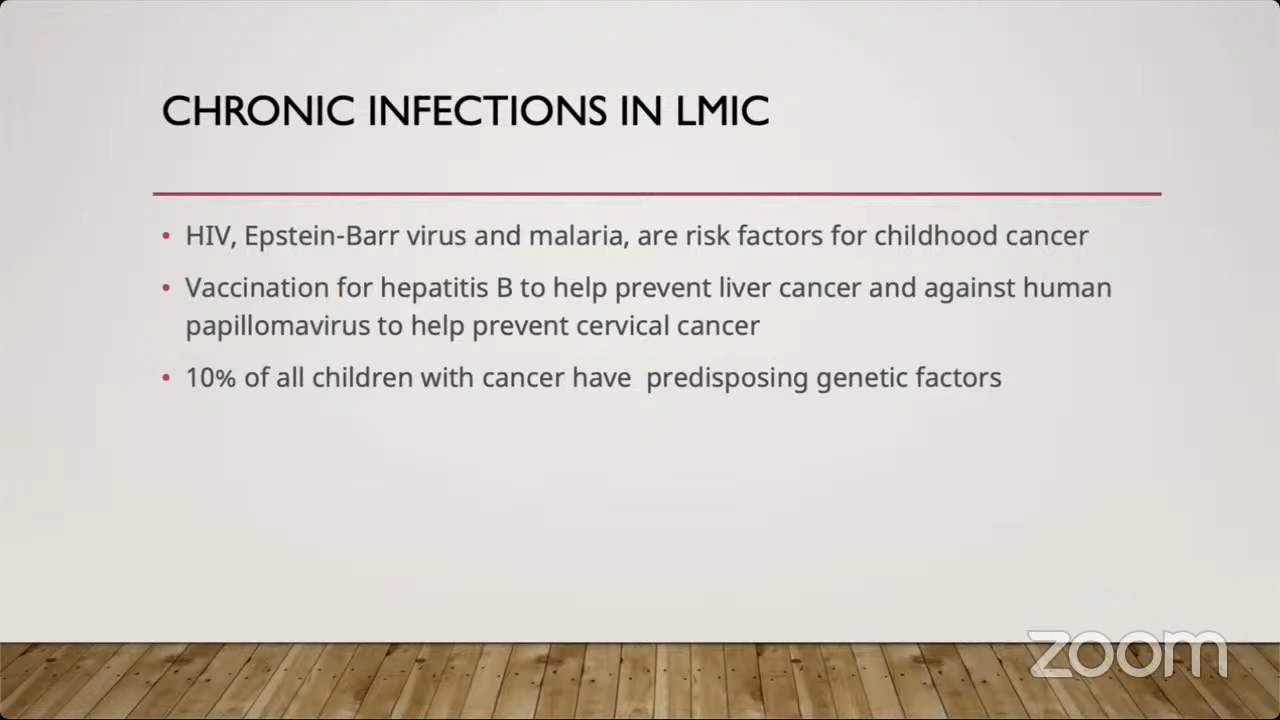 CHRONIC INFECTIONS IN LMIC
• HIV, Epstein-Barr virus and malaria, are risk factors for childhood cancer
• Vaccination for hepatitis B to help prevent liver cancer and against human
papillomavirus to help prevent cervical cancer
• 10% of all children with cancer have  predisposing genetic factors
zoom